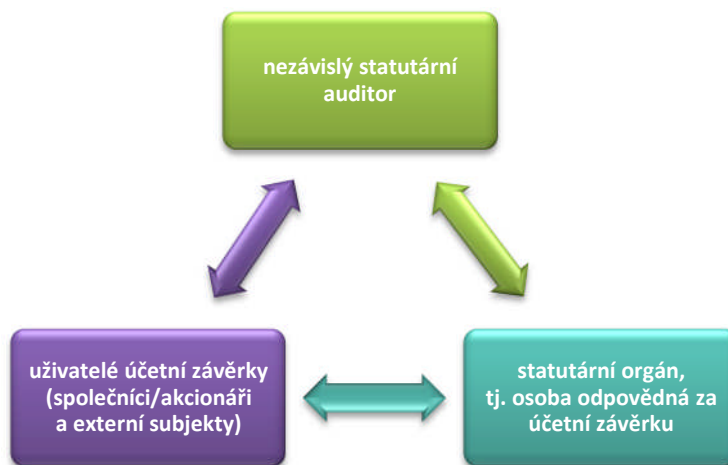 nezávislý statutární
auditor
uživatelé účetní závěrky
(společníci/akcionáři
a externí subjekty)
statutární orgán,
tj. osoba odpovědná za
účetní závěrku